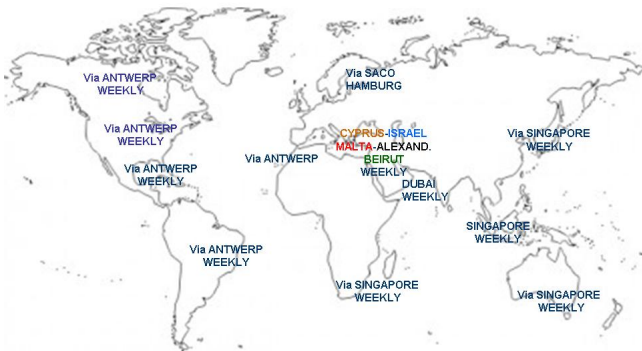 Via ANTWERP
WEEKLY
Via SACO
HAMBURG
Via ANTWERP
WEEKLY
CYPRUS-ISRAEL
MALTA-ALEXAND.
BEIRUT
WEEKLY
Via SINGAPORE
WEEKLY
Via ANTWERP
WEEKLY
Via ANTWERP
DUBAI
WEEKLY
SINGAPORE
WEEKLY
Via ANTWERP
WEEKLY
Via SINGAPORE
WEEKLY
Via SINGAPORE
WEEKLY